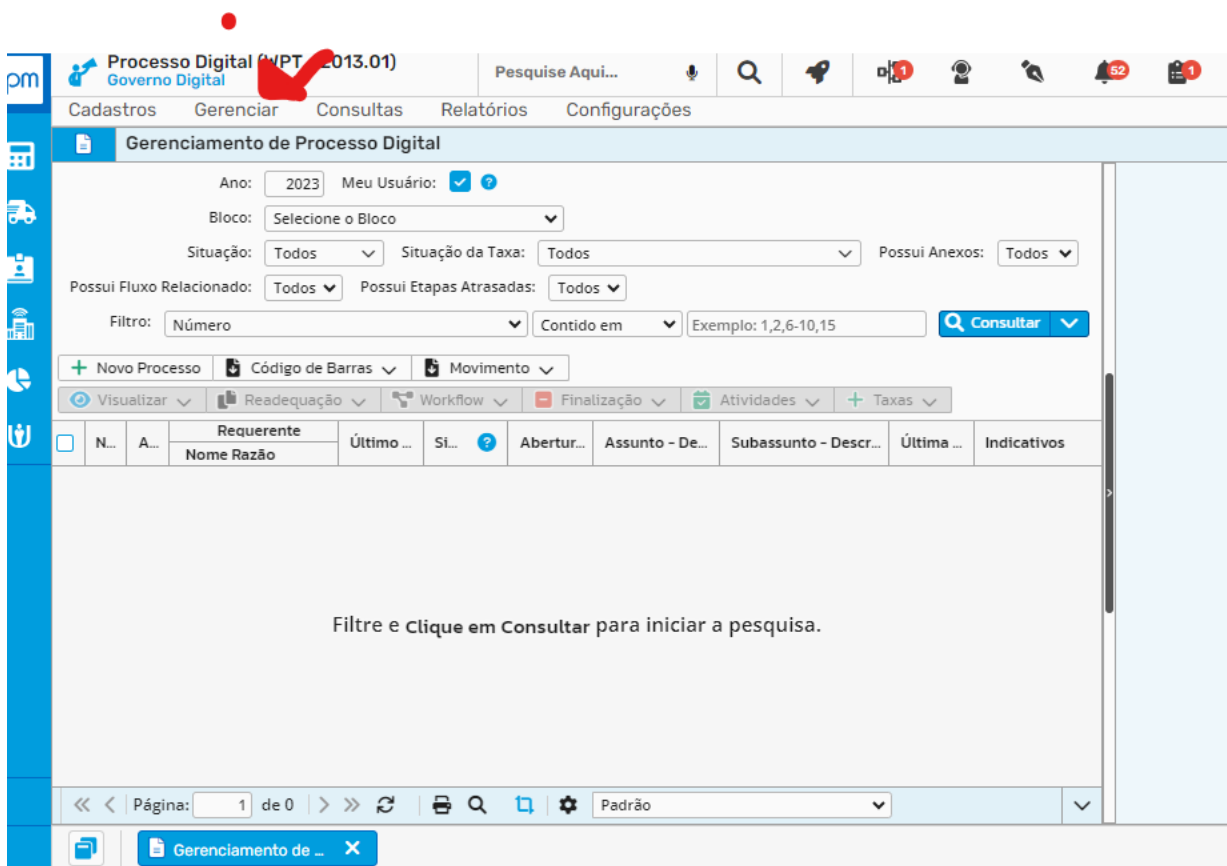 Processo Digital (WPT 2013.01)
Governo Digital
Pesquise Aqui...
1
52
1
pm
Cadastros Gerenciar Consultas Relatórios Configurações
Gerenciamento de Processo Digital
Ano: 2023 Meu Usuário: ?
Bloco: Selecione o Bloco
Situação: Todos Situação da Taxa: Todos Possui Anexos: Todos
Possui Fluxo Relacionado: Todos Possui Etapas Atrasadas: Todos
Filtro: Número Contido em Exemplo: 1,2,6-10,15 Consultar
+ Novo Processo Código de Barras Movimento
Visualizar Readequação Workflow Finalização Atividades + Taxas
N... A... Requerente Último ... Si... ? Abertur... Assunto - De... Subassunto - Descr... Última ... Indicativos
Nome Razão
Filtre e Clique em Consultar para iniciar a pesquisa.
Página: 1 de 0 Padrão
Gerenciamento de ... X